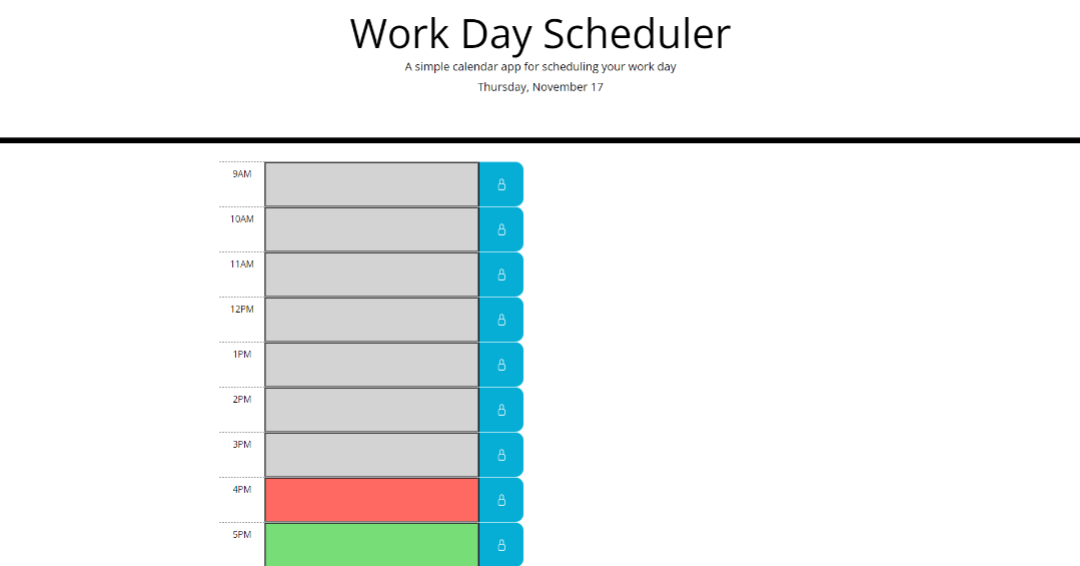 Work Day Scheduler
A simple calendar app for scheduling your work day
Thursday, November 17
9AM
10AM
11AM
12PM
1PM
2PM
3PM
4PM
5PM